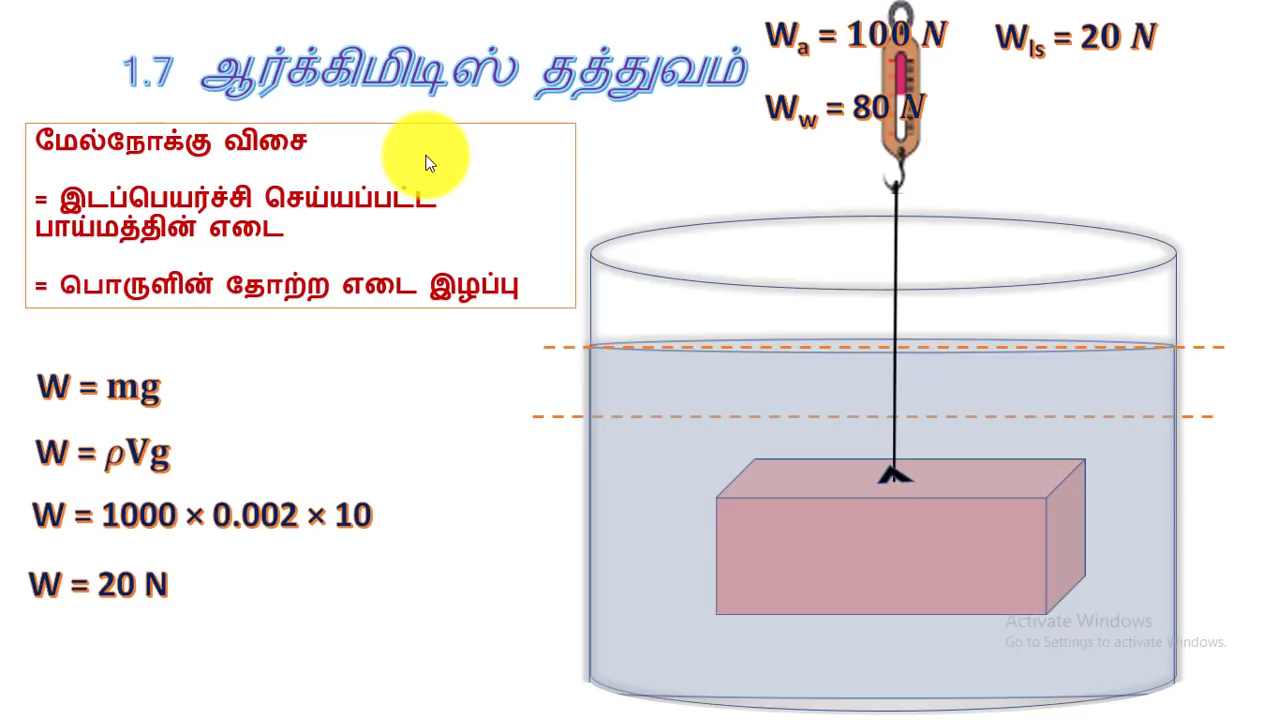 1.7 ஆர்க்கிமிடிஸ் தத்துவம்
Wa = 100 N
Wls = 20 N
Ww = 80 N
மேல்நோக்கு விசை
= இடப்பெயர்ச்சி செய்யப்பட்ட
பாய்மத்தின் எடை
= பொருளின் தோற்ற எடை இழப்பு
W = mg
W = ρVg
W = 1000 × 0.002 × 10
W = 20 N
Activate Windows
Go to Settings to activate Windows.